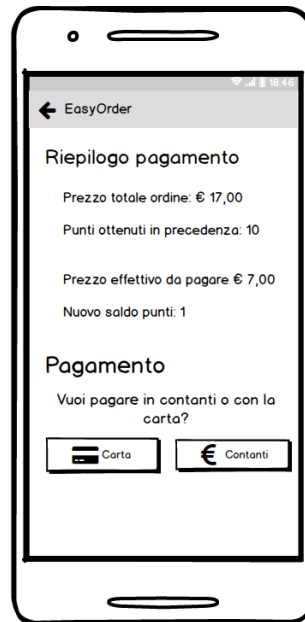 18:46
EasyOrder
Riepilogo pagamento
Prezzo totale ordine: € 17,00
Punti ottenuti in precedenza: 10
Prezzo effettivo da pagare € 7,00
Nuovo saldo punti: 1
Pagamento
Vuoi pagare in contanti o con la
carta?
Carta
€ Contanti